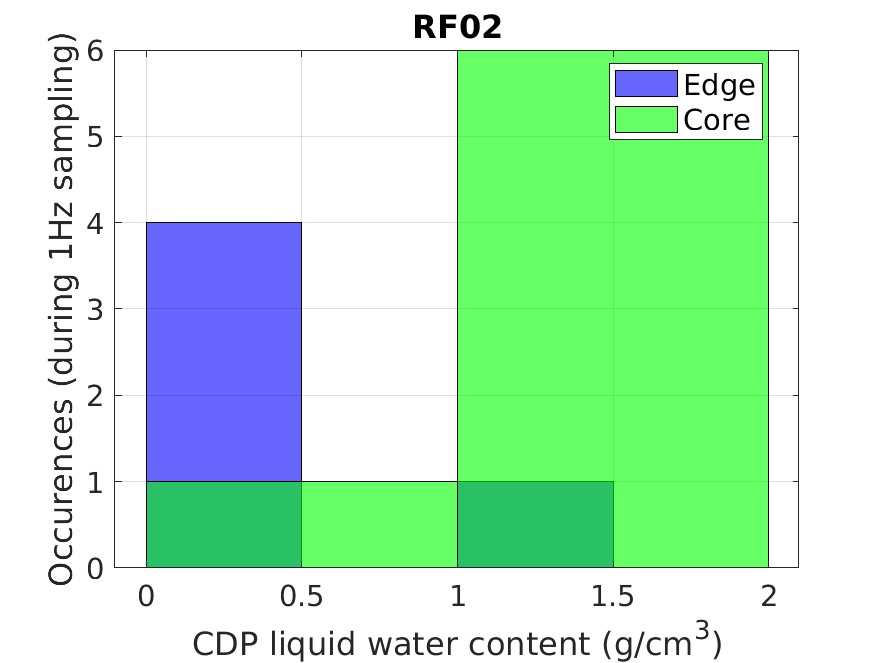 RF02
Occurences (during 1Hz sampling)
6
5
4
3
2
1
0
Edge
Core
0 0.5 1 1.5 2
CDP liquid water content (g/cm³)